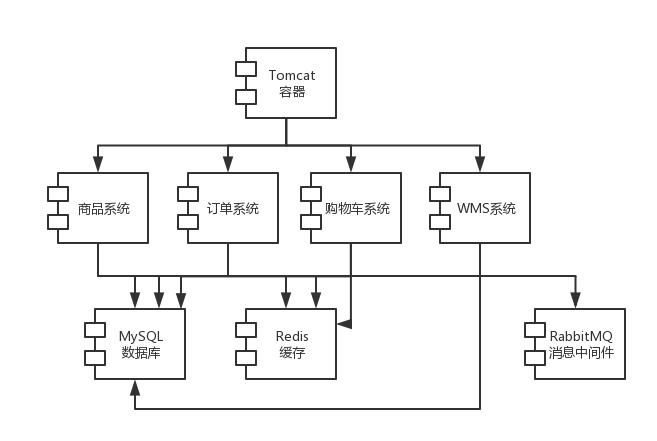 Tomcat
容器
商品系统
订单系统
购物车系统
WMS系统
MySQL
数据库
Redis
缓存
RabbitMQ
消息中间件